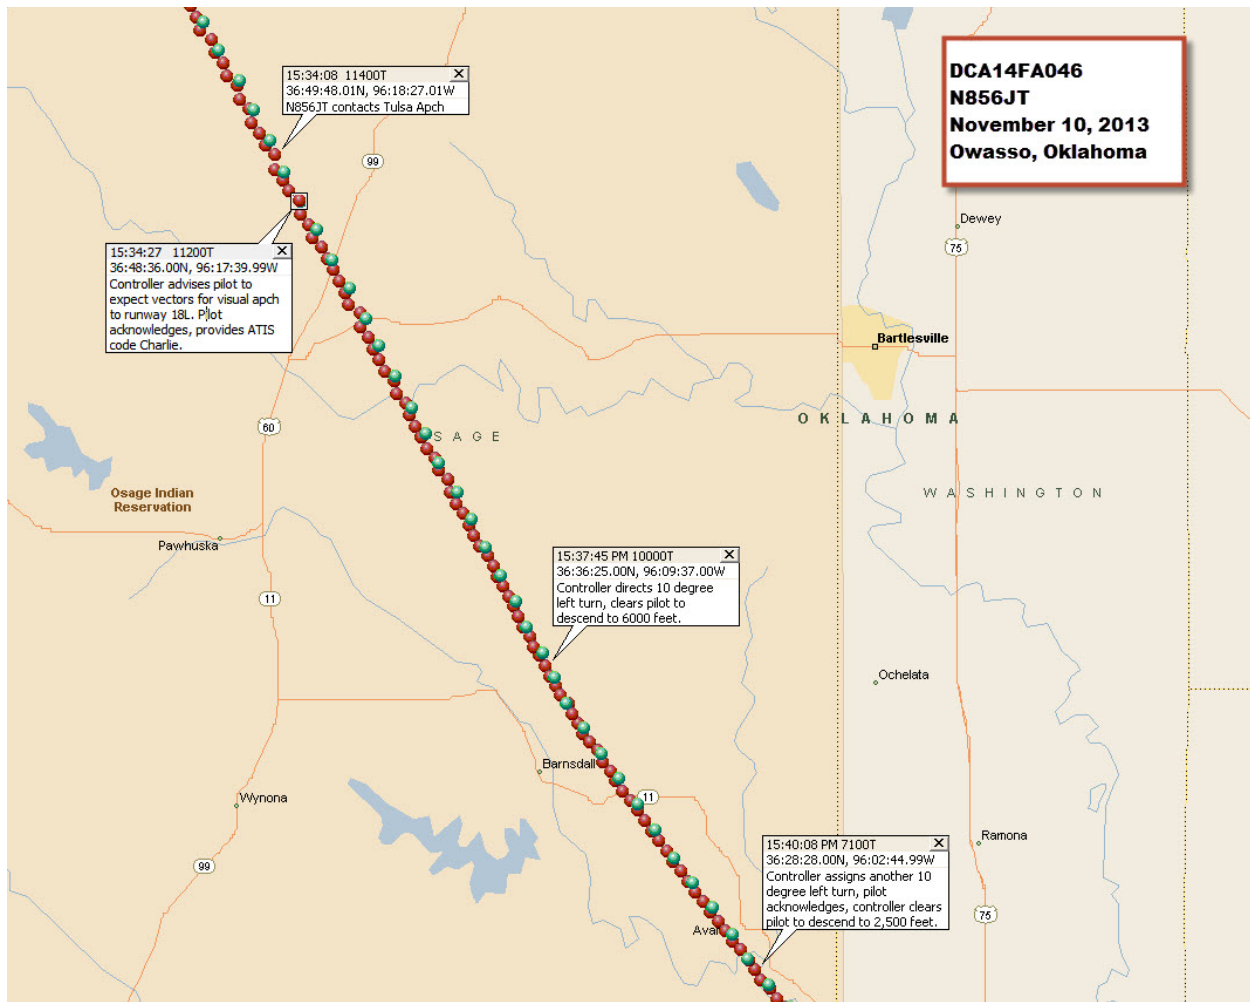 DCA14FA046
N856JT
November 10, 2013
Owasso, Oklahoma
15:34:08 11400T
36:49:48.01N, 96:18:27.01W
N856JT contacts Tulsa Apch
99
Dewey
75
15:34:27 11200T
36:48:36.00N, 96:17:39.99W
Controller advises pilot to
expect vectors for visual apch
to runway 18L. Pilot
acknowledges, provides ATIS
code Charlie.
Bartlesville
OKLAHOMA
60
SAGE
Osage Indian
Reservation
WASHINGTON
Pawhuska
15:37:45 PM 10000T
36:36:25.00N, 96:09:37.00W
Controller directs 10 degree
left turn, clears pilot to
descend to 6000 feet.
11
Ochelata
Barnsdall
11
Wynona
Ramona
15:40:08 PM 7100T
36:28:28.00N, 96:02:44.99W
Controller assigns another 10
degree left turn, pilot
acknowledges, controller clears
pilot to descend to 2,500 feet.
99
75